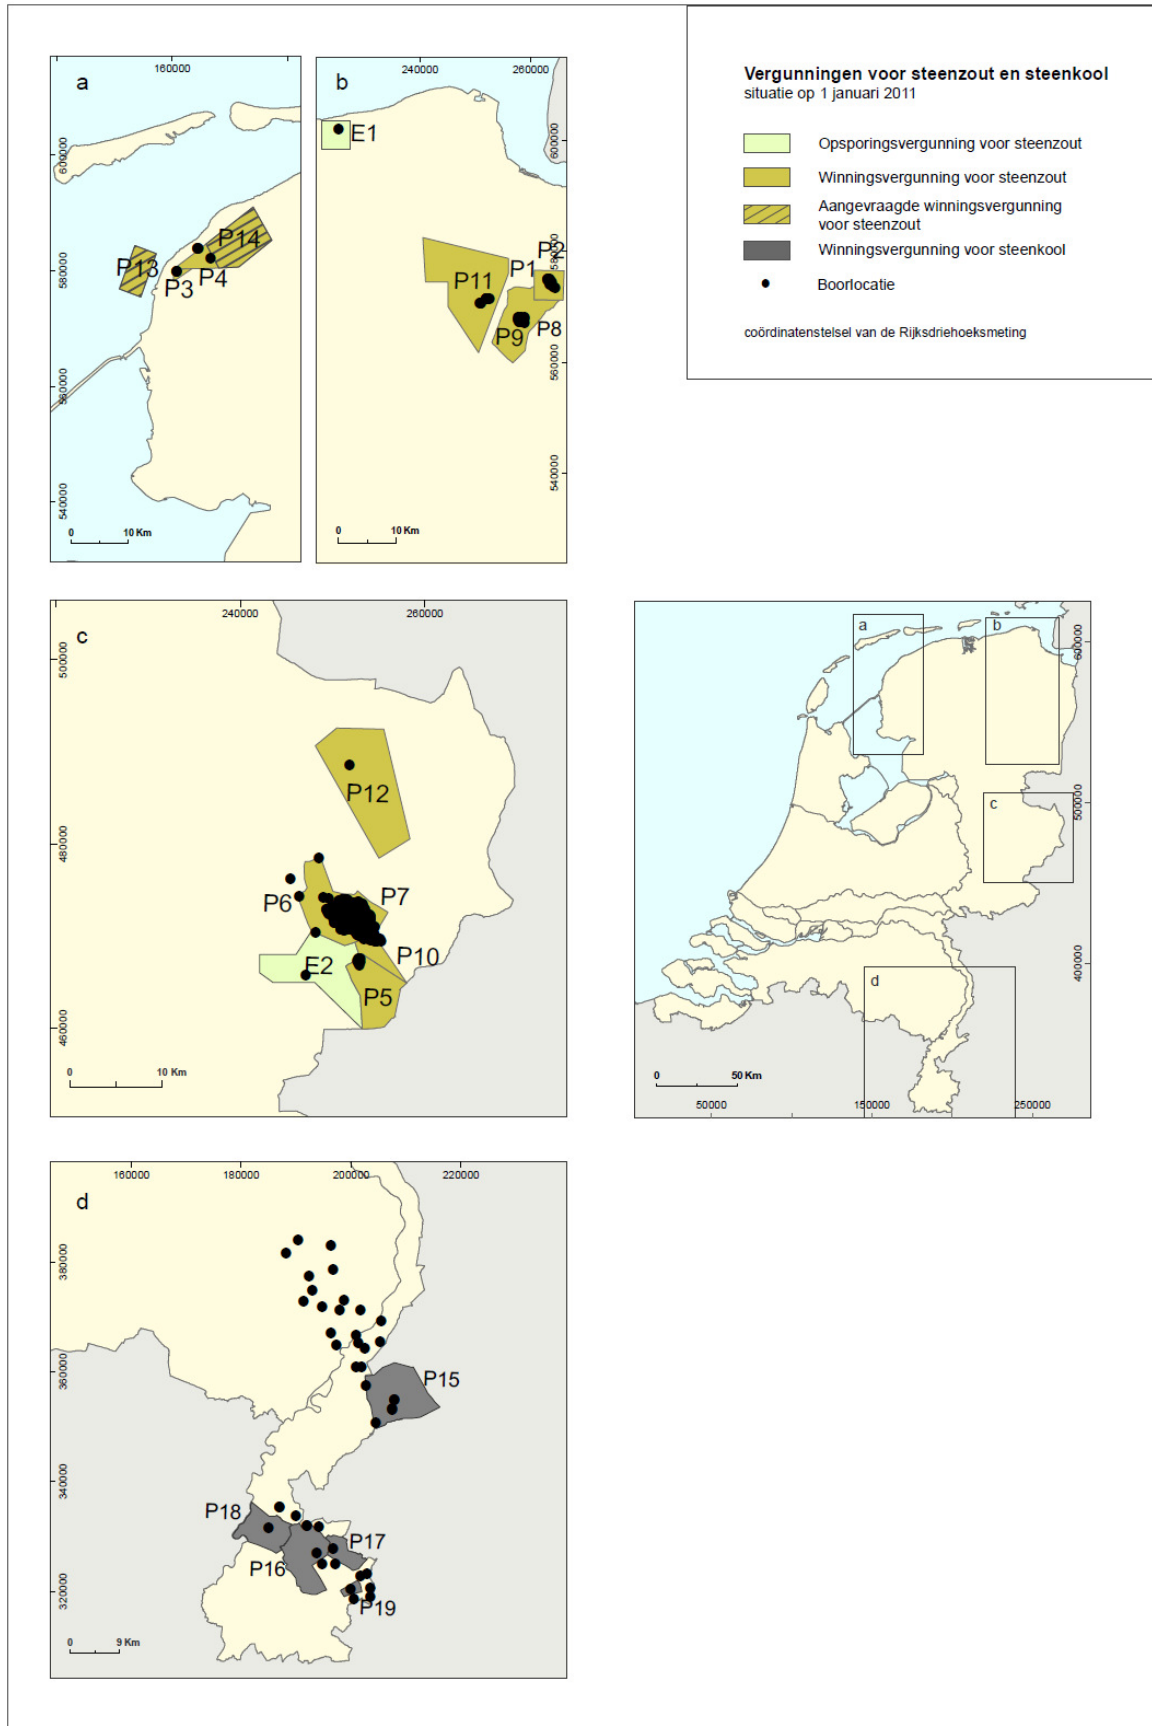 a
160000
600000
580000
560000
540000
P13
P14
P3
P4
0 10 Km
b
240000
260000
E1
600000
580000
560000
540000
P2
P1
P11
P9
P8
0 10 Km
Vergunningen voor steenzout en steenkool
situatie op 1 januari 2011
Opsporingsvergunning voor steenzout
Winningsvergunning voor steenzout
Aangevraagde winningsvergunning
voor steenzout
Winningsvergunning voor steenkool
Boorlocatie
coördinatenstelsel van de Rijksdriehoeksmeting
c
240000
260000
500000
480000
460000
P12
P6
P7
P10
E2
P5
0 10 Km
a
b
c
d
600000
500000
400000
0 50 Km
50000
150000
250000
d
160000
180000
200000
220000
380000
360000
340000
320000
P15
P18
P17
P16
P19
0 9 Km